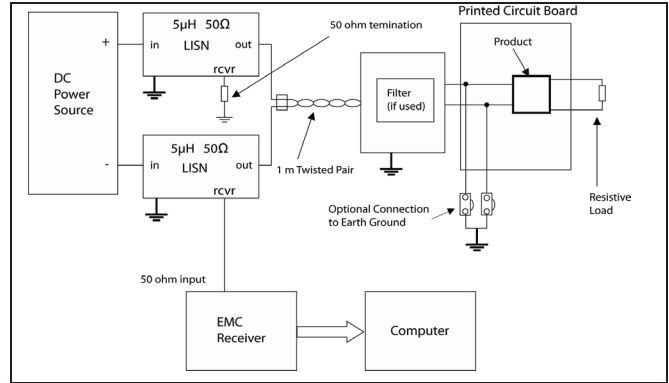 Printed Circuit Board
5μH 50Ω
LISN
in
out
rcvr
50 ohm temination
+
DC
Power
Source
-
Product
Filter
(if used)
5μH 50Ω
LISN
in
out
rcvr
1 m Twisted Pair
Optional Connection
to Earth Ground
Resistive
Load
50 ohm input
EMC
Receiver
Computer